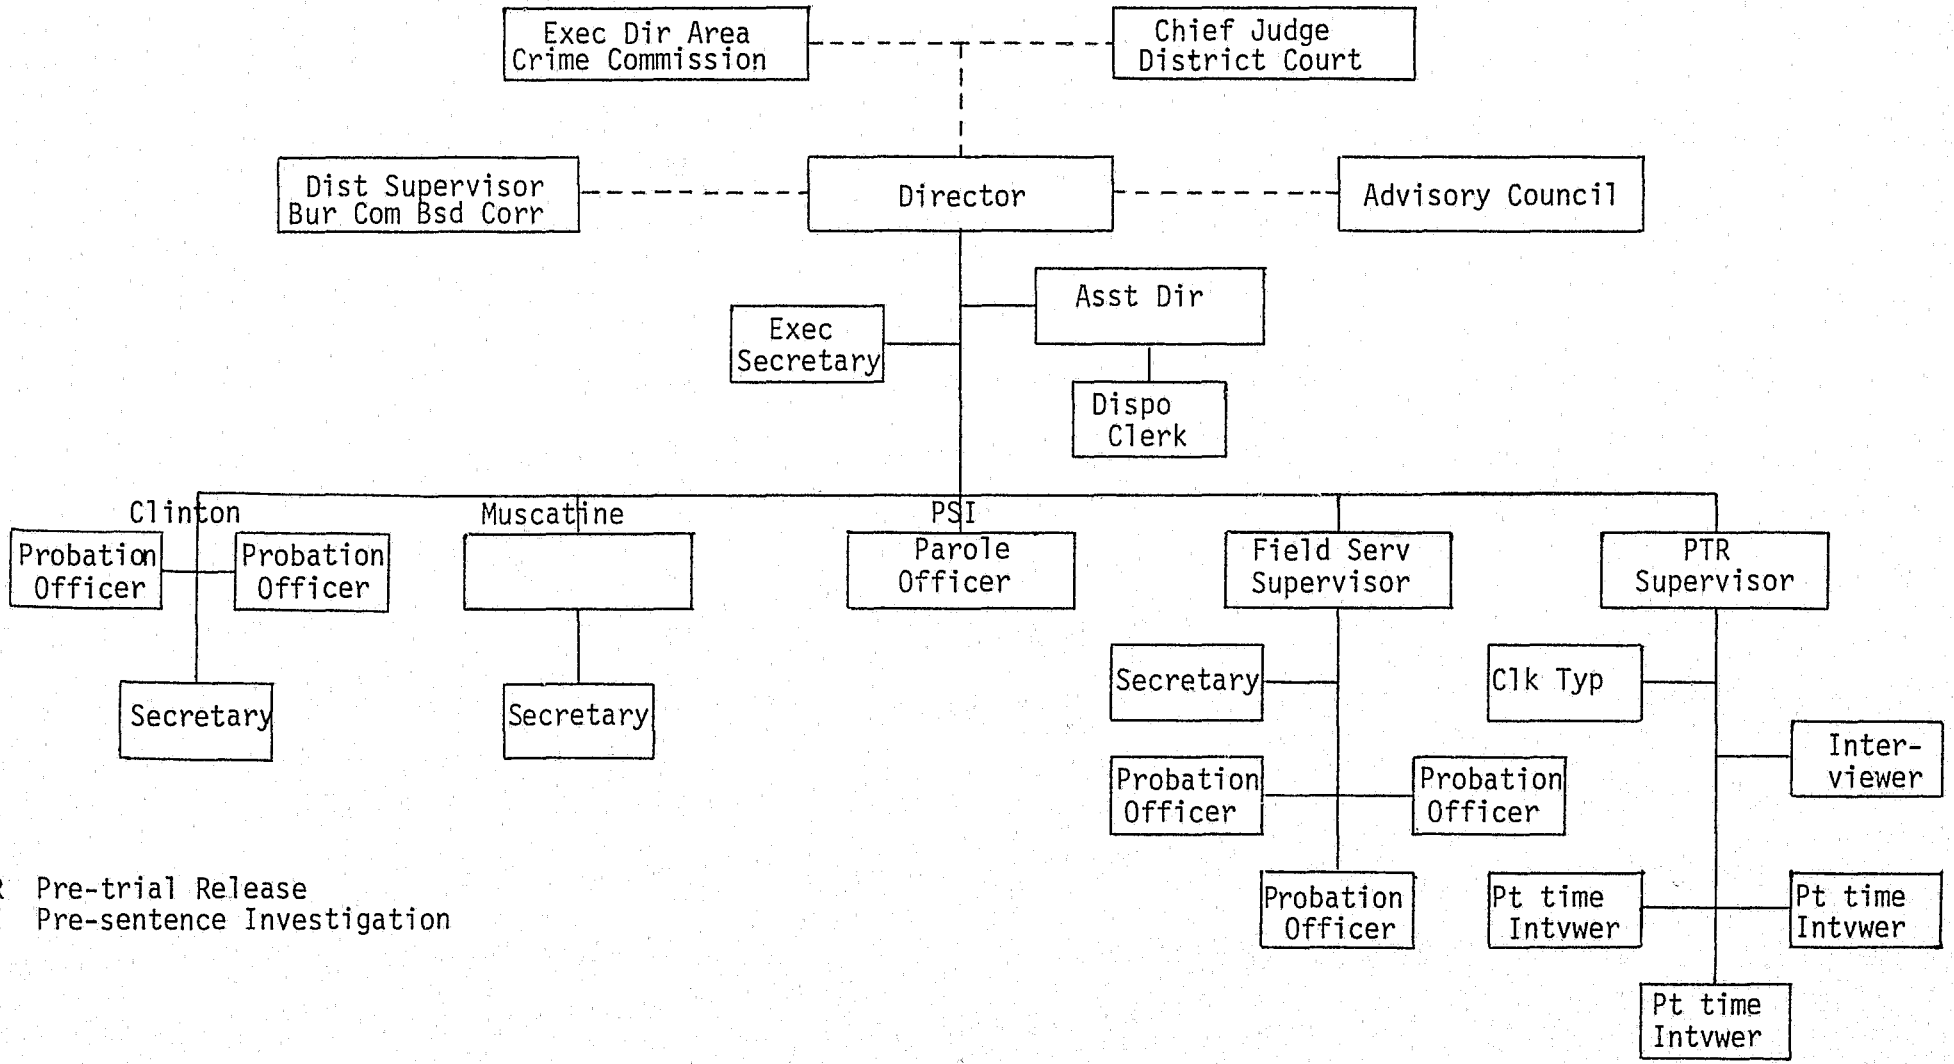 Exec Dir Area
Crime Commission
Chief Judge
District Court
Dist Supervisor
Bur Com Bsd Corr
Director
Advisory Council
Asst Dir
Exec
Secretary
Dispo
Clerk
Clinton
Muscatine
PSI
Probation
Officer
Probation
Officer
Parole
Officer
Field Serv
Supervisor
PTR
Supervisor
Secretary
Secretary
Secretary
Clk Typ
Inter-
viewer
Probation
Officer
Probation
Officer
Probation
Officer
Pt time
Intvwer
Pt time
Intvwer
Pt time
Intvwer
Pre-trial Release
Pre-sentence Investigation